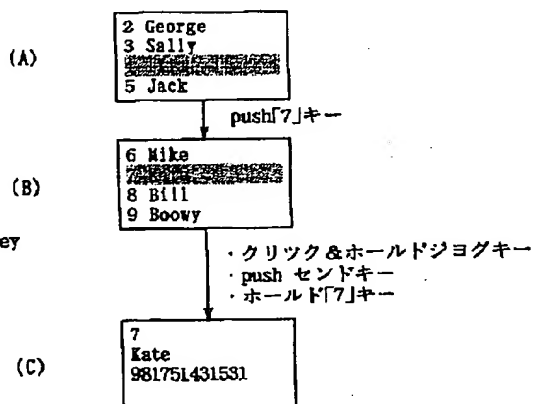 (A)
2 George
3 Sally
5 Jack
push「7」キー
(B)
6 Mike
8 Bill
9 Boowy
ey
・クリック&ホールドジョグキー
・push センドキー
・ホールド「7」キー
(C)
7
Kate
981751431531